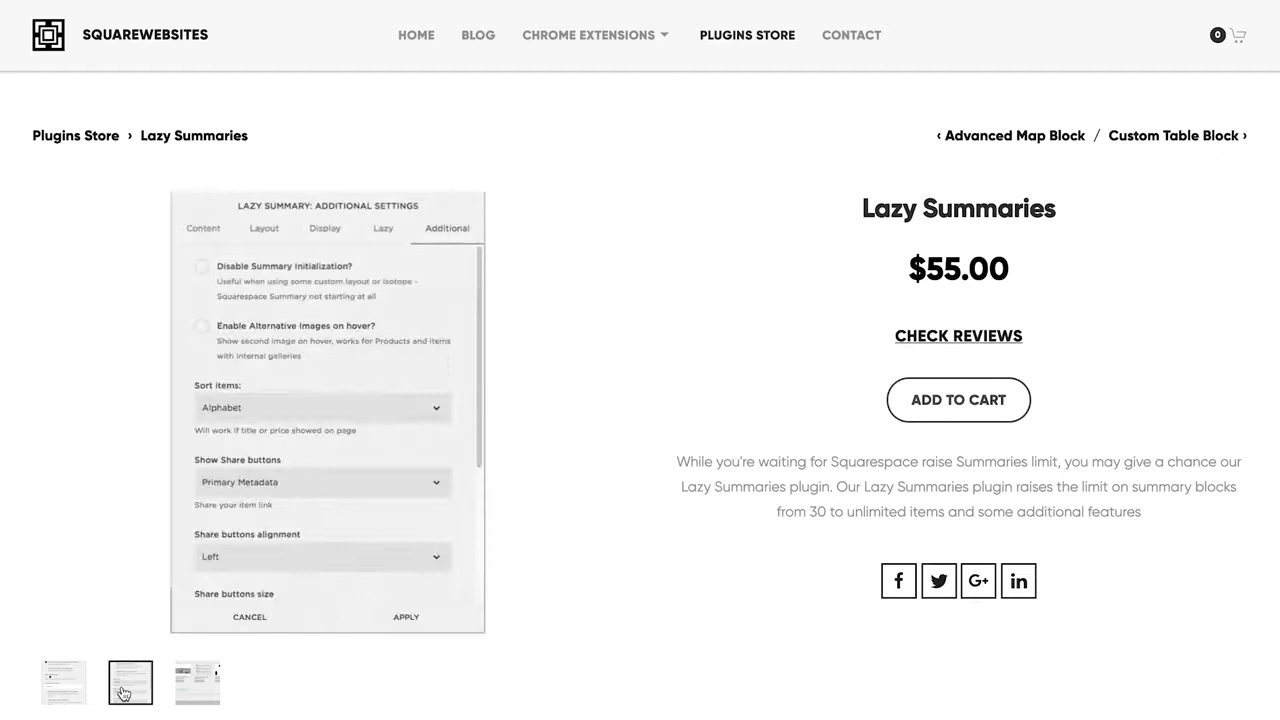 SQUAREWEBSITES
HOME BLOG CHROME EXTENSIONS PLUGINS STORE CONTACT
0
Plugins Store › Lazy Summaries
‹ Advanced Map Block / Custom Table Block ›
LAZY SUMMARY: ADDITIONAL SETTINGS
Content Layout Display Lazy Additional
Disable Summary Initialization?
Useful when using some custom layout or Isotope -
Squarespace Summary not starting at all
Enable Alternative Images on hover?
Show second image on hover, works for Products and items
with internal galleries
Sort items:
Alphabet
Will work if title or price showed on page
Show Share buttons
Primary Metadata
Share your item link
Share buttons alignment
Left
Share buttons size
CANCEL APPLY
Lazy Summaries
$55.00
CHECK REVIEWS
ADD TO CART
While you're waiting for Squarespace raise Summaries limit, you may give a chance our
Lazy Summaries plugin. Our Lazy Summaries plugin raises the limit on summary blocks
from 30 to unlimited items and some additional features